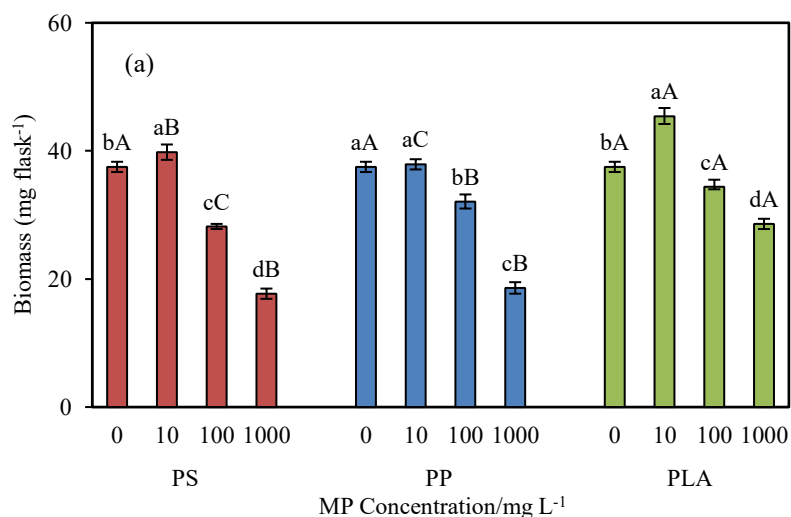 60
(a)
aA
bA
aB
aA
aC
bA
cA
40
bB
cC
dA
dB
cB
20
0
Biomass (mg flask⁻¹)
0 10 100 1000 0 10 100 1000 0 10 100 1000
PS PP PLA
MP Concentration/mg L⁻¹